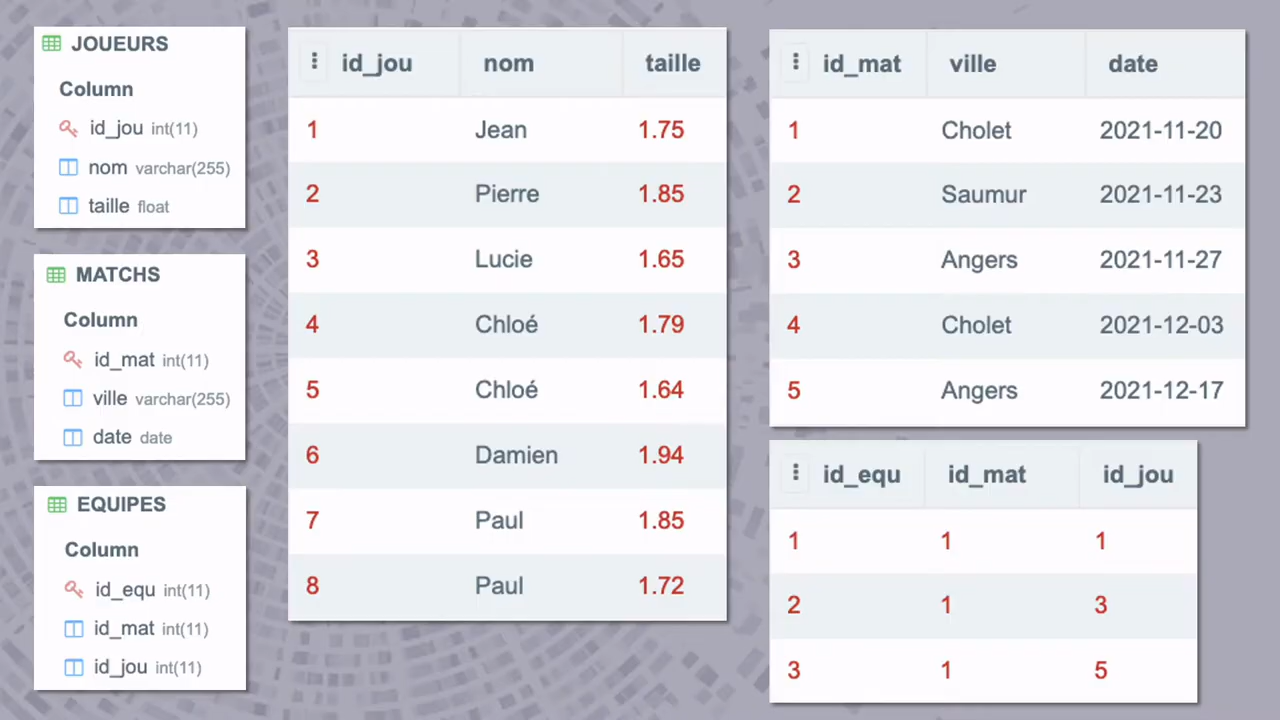 JOUEURS
Column
id_jou int(11)
nom varchar(255)
taille float
MATCHS
Column
id_mat int(11)
ville varchar(255)
date date
EQUIPES
Column
id_equ int(11)
id_mat int(11)
id_jou int(11)
id_jou nom taille
1 Jean 1.75
2 Pierre 1.85
3 Lucie 1.65
4 Chloé 1.79
5 Chloé 1.64
6 Damien 1.94
7 Paul 1.85
8 Paul 1.72
id_mat ville date
1 Cholet 2021-11-20
2 Saumur 2021-11-23
3 Angers 2021-11-27
4 Cholet 2021-12-03
5 Angers 2021-12-17
id_equ id_mat id_jou
1 1 1
2 1 3
3 1 5